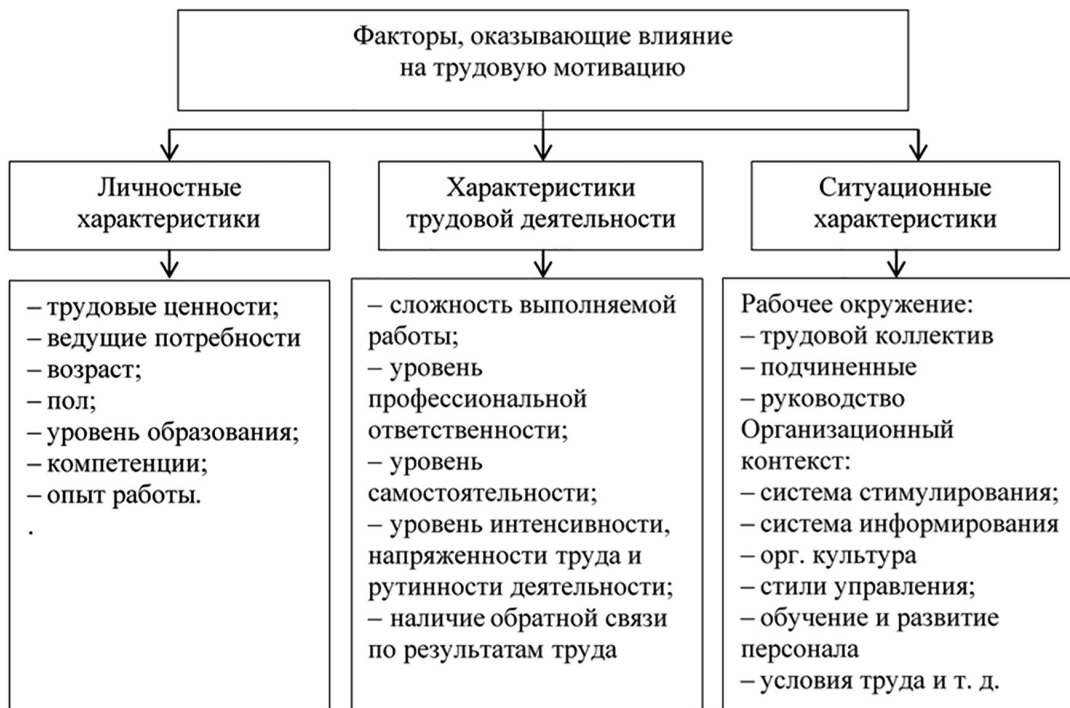 Факторы, оказывающие влияние
на трудовую мотивацию
Личностные
характеристики
Характеристики
трудовой деятельности
Ситуационные
характеристики
– трудовые ценности;
– ведущие потребности
– возраст;
– пол;
– уровень образования;
– компетенции;
– опыт работы.
.
– сложность выполняемой
работы;
– уровень
профессиональной
ответственности;
– уровень
самостоятельности;
– уровень интенсивности,
напряженности труда и
рутинности деятельности;
– наличие обратной связи
по результатам труда
Рабочее окружение:
– трудовой коллектив
– подчиненные
– руководство
Организационный
контекст:
– система стимулирования;
– система информирования
– орг. культура
– стили управления;
– обучение и развитие
персонала
– условия труда и т. д.